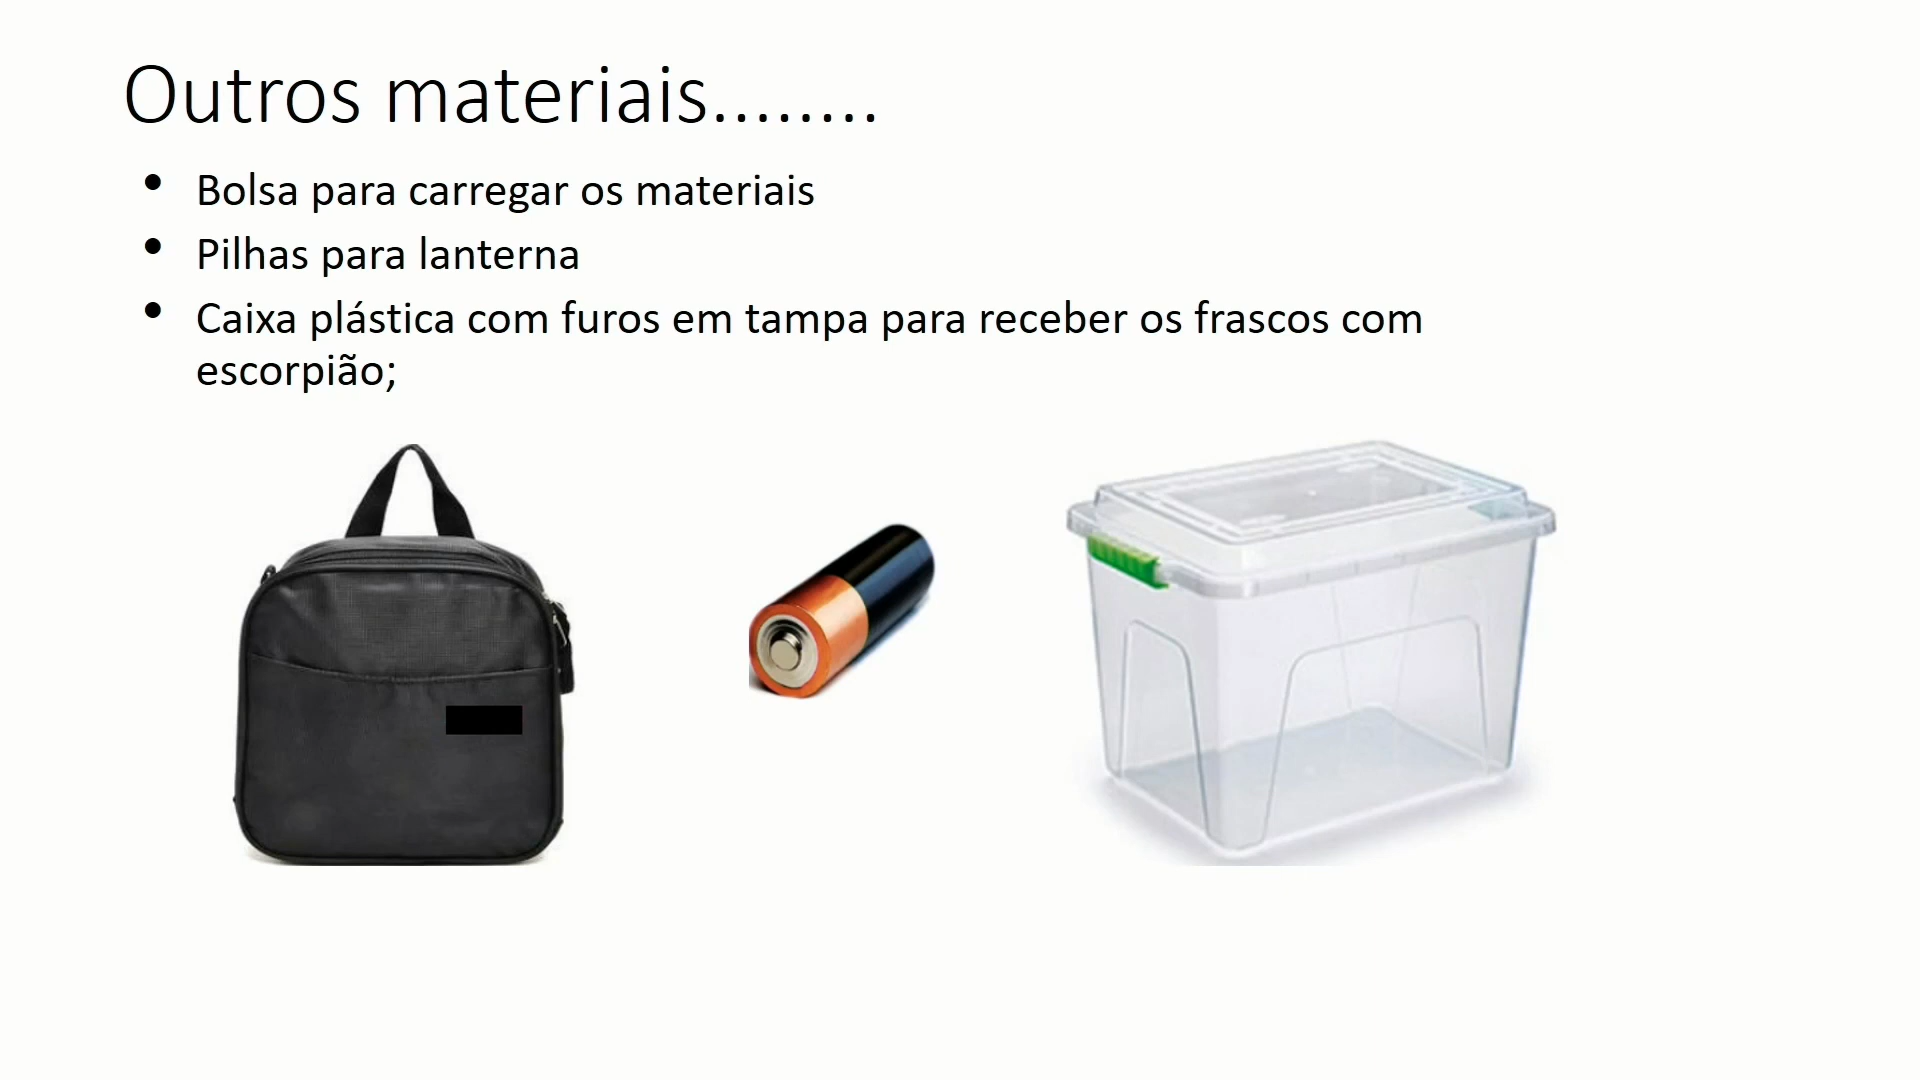 Outros materiais........
• Bolsa para carregar os materiais
• Pilhas para lanterna
• Caixa plástica com furos em tampa para receber os frascos com
escorpião;